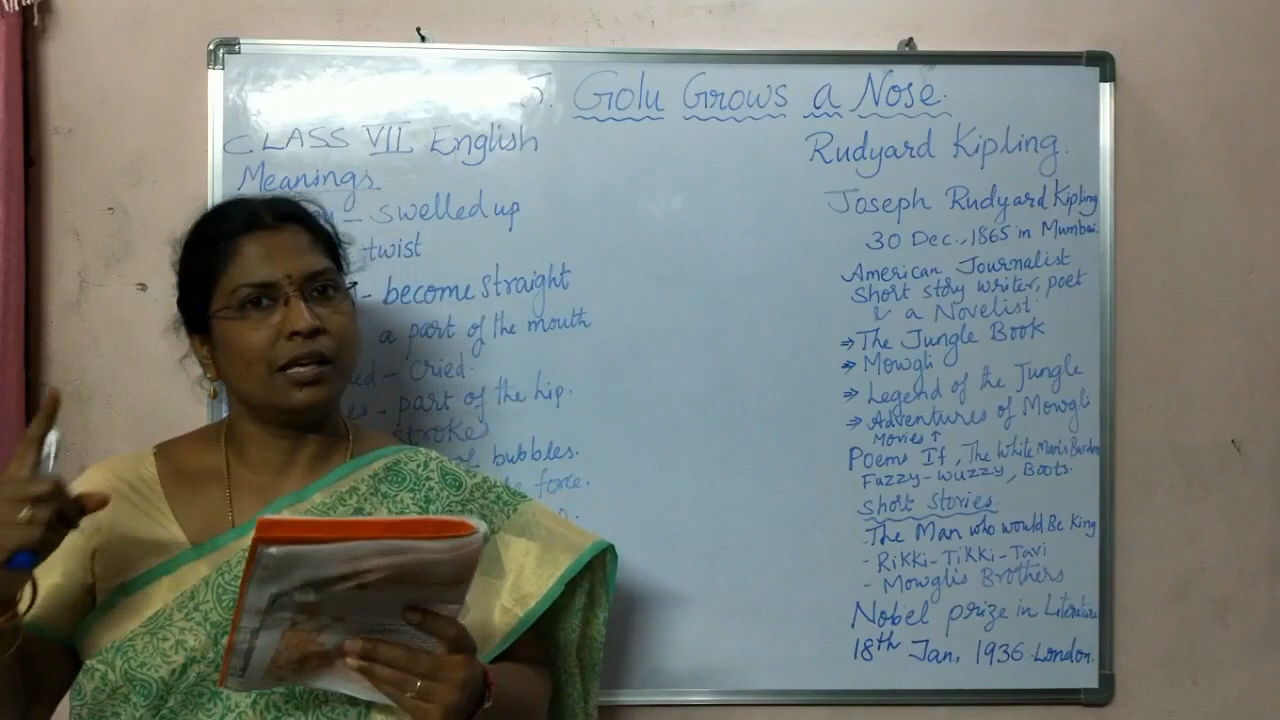 5. Golu Grows a Nose.
CLASS VII English
Meanings
– swelled up
twist
– become straight
a part of the mouth
– cried.
– part of the hip.
strokes
bubbles.
force.
Rudyard Kipling.
Joseph Rudyard Kipling
30 Dec., 1865 in Mumbai.
American Journalist
Short story writer, poet
& a Novelist
⇒ The Jungle Book
⇒ Mowgli
⇒ Legend of the Jungle
⇒ Adventures of Mowgli
Movies ↑
Poems If, The White Man's Burden
Fuzzy-Wuzzy, Boots.
Short Stories
- The Man who would Be King
- Rikki-Tikki-Tavi
- Mowglis Brothers
Nobel prize in Literature
18th Jan, 1936 London.